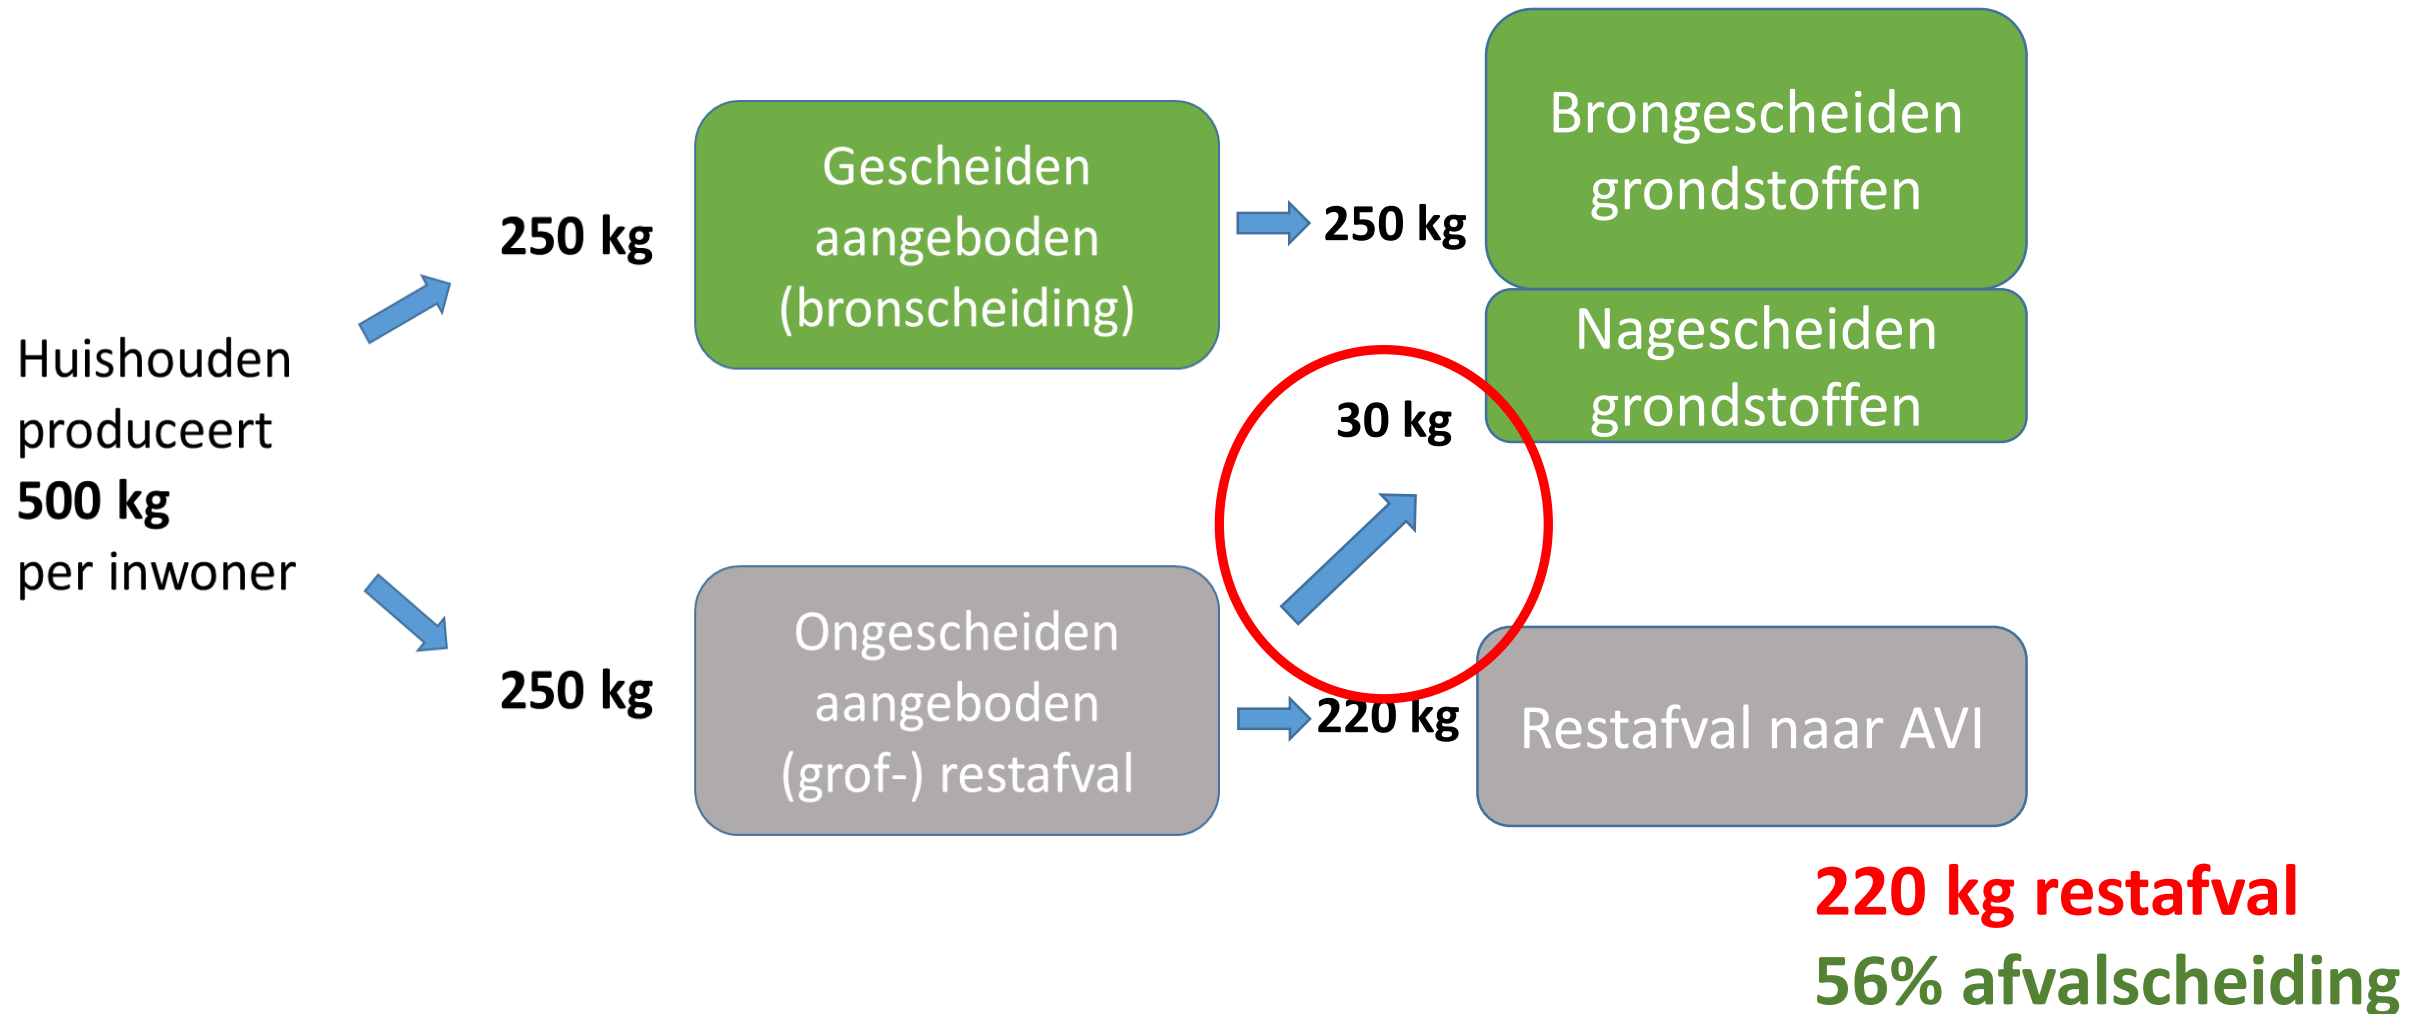 Huishouden
produceert
500 kg
per inwoner
250 kg
Gescheiden
aangeboden
(bronscheiding)
250 kg
Brongescheiden
grondstoffen
Nagescheiden
grondstoffen
30 kg
250 kg
Ongescheiden
aangeboden
(grof-) restafval
220 kg
Restafval naar AVI
220 kg restafval
56% afvalscheiding